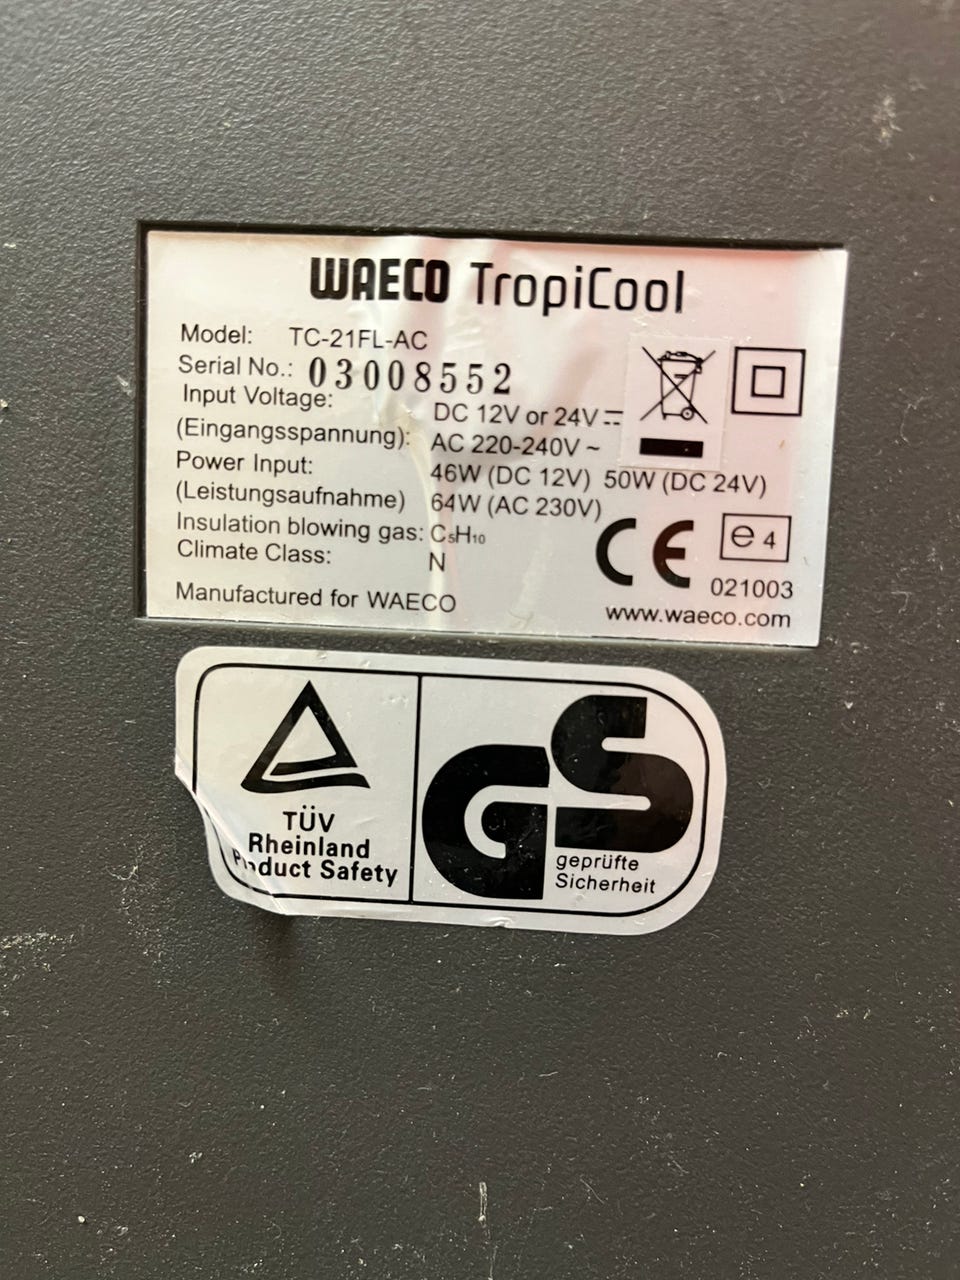 WAECO TropiCool
Model: TC-21FL-AC
Serial No.: 03008552
Input Voltage: DC 12V or 24V ⎓
(Eingangsspannung): AC 220-240V ~
Power Input: 46W (DC 12V) 50W (DC 24V)
(Leistungsaufnahme) 64W (AC 230V)
Insulation blowing gas: C₅H₁₀
Climate Class: N
CE e4
021003
Manufactured for WAECO
www.waeco.com
TÜV
Rheinland
Product Safety
GS
geprüfte
Sicherheit